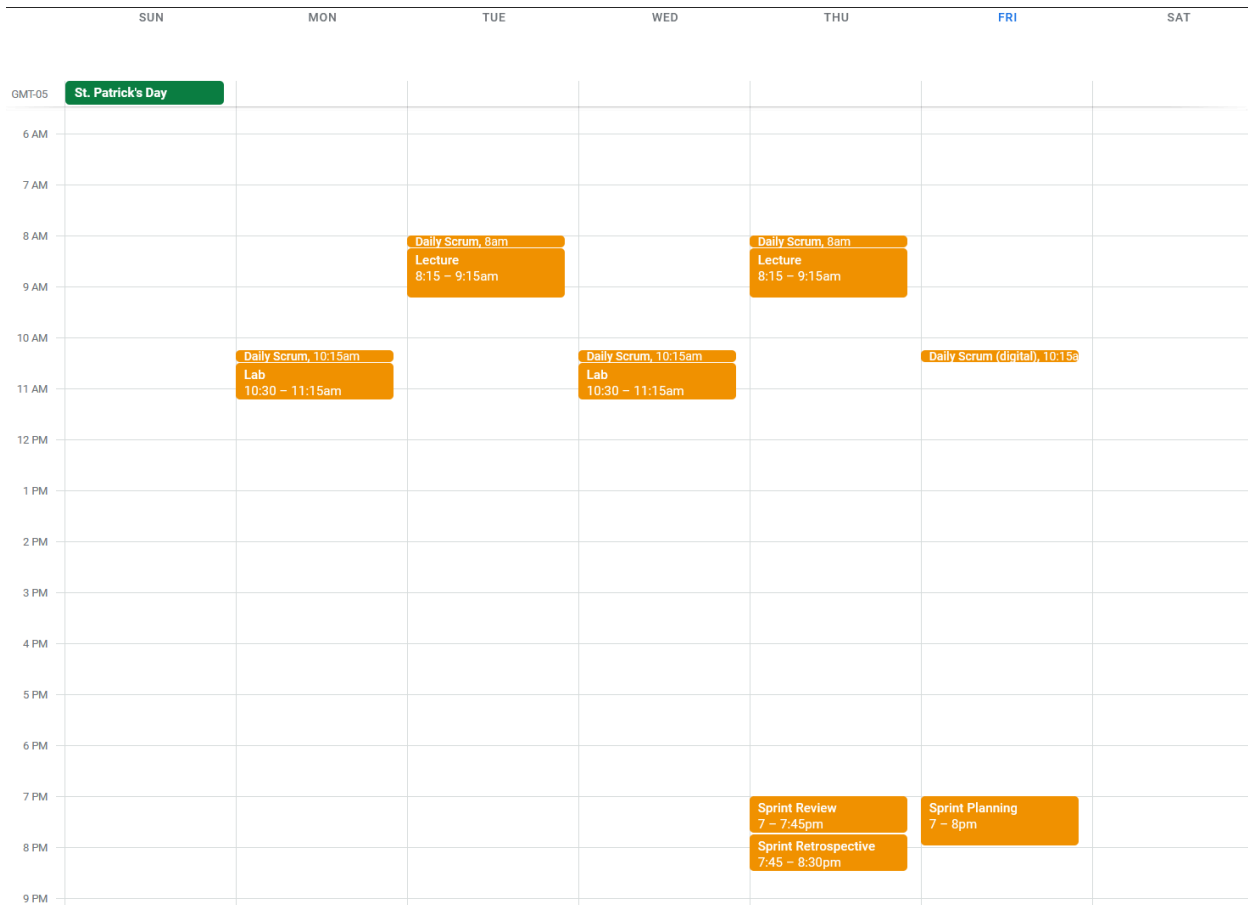 SUN MON TUE WED THU FRI SAT
GMT-05 St. Patrick's Day
6 AM
7 AM
8 AM
Daily Scrum, 8am
Lecture
8:15 – 9:15am
Daily Scrum, 8am
Lecture
8:15 – 9:15am
9 AM
10 AM
Daily Scrum, 10:15am
Lab
10:30 – 11:15am
Daily Scrum, 10:15am
Lab
10:30 – 11:15am
Daily Scrum (digital), 10:15a
11 AM
12 PM
1 PM
2 PM
3 PM
4 PM
5 PM
6 PM
7 PM
Sprint Review
7 – 7:45pm
Sprint Retrospective
7:45 – 8:30pm
Sprint Planning
7 – 8pm
8 PM
9 PM